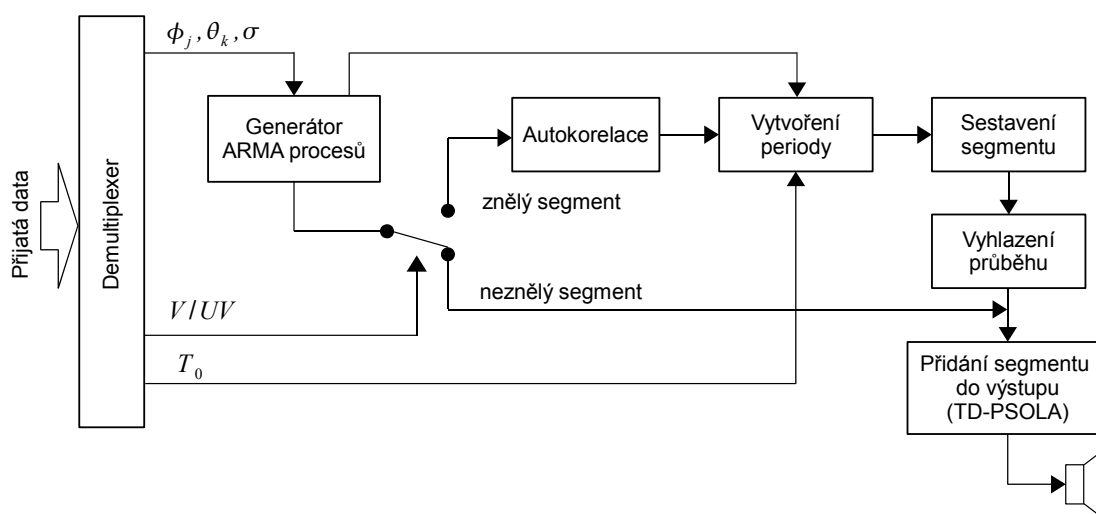 ϕ_j, θ_k, σ
Generátor
ARMA procesů
Autokorelace
Vytvoření
periody
Sestavení
segmentu
Přijatá data
Demultiplexer
znělý segment
neznělý segment
Vyhlazení
průběhu
V/UV
T_0
Přidání segmentu
do výstupu
(TD-PSOLA)